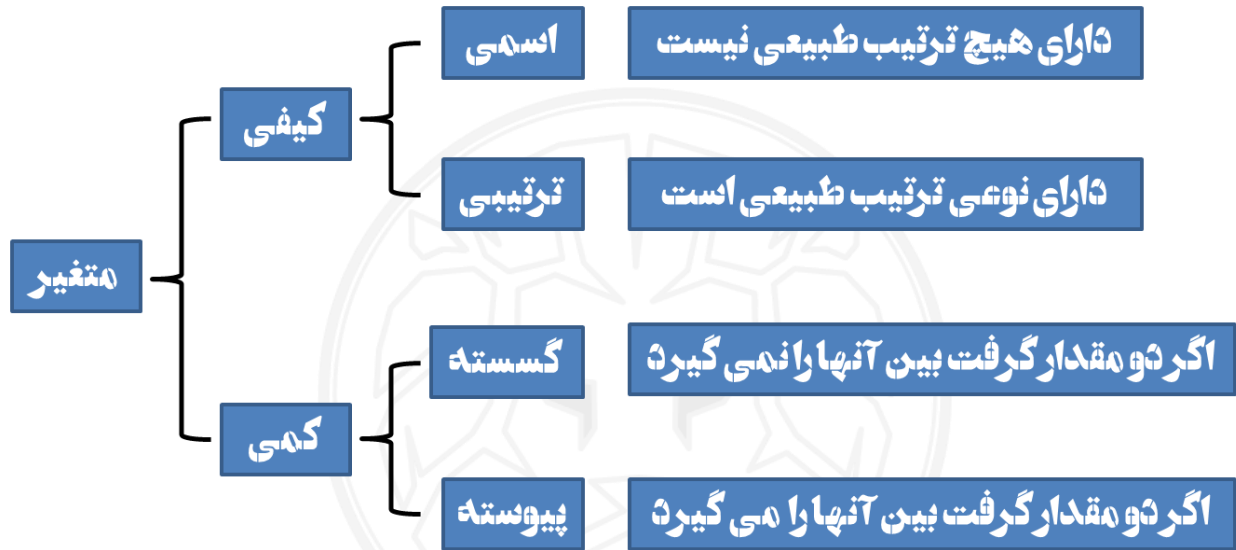 متغیر
کیفی
اسمی
دارای هیچ ترتیب طبیعی نیست
ترتیبی
دارای نوعی ترتیب طبیعی است
کمی
گسسته
اگر دو مقدار گرفت بین آنها را نمی گیرد
پیوسته
اگر دو مقدار گرفت بین آنها را می گیرد